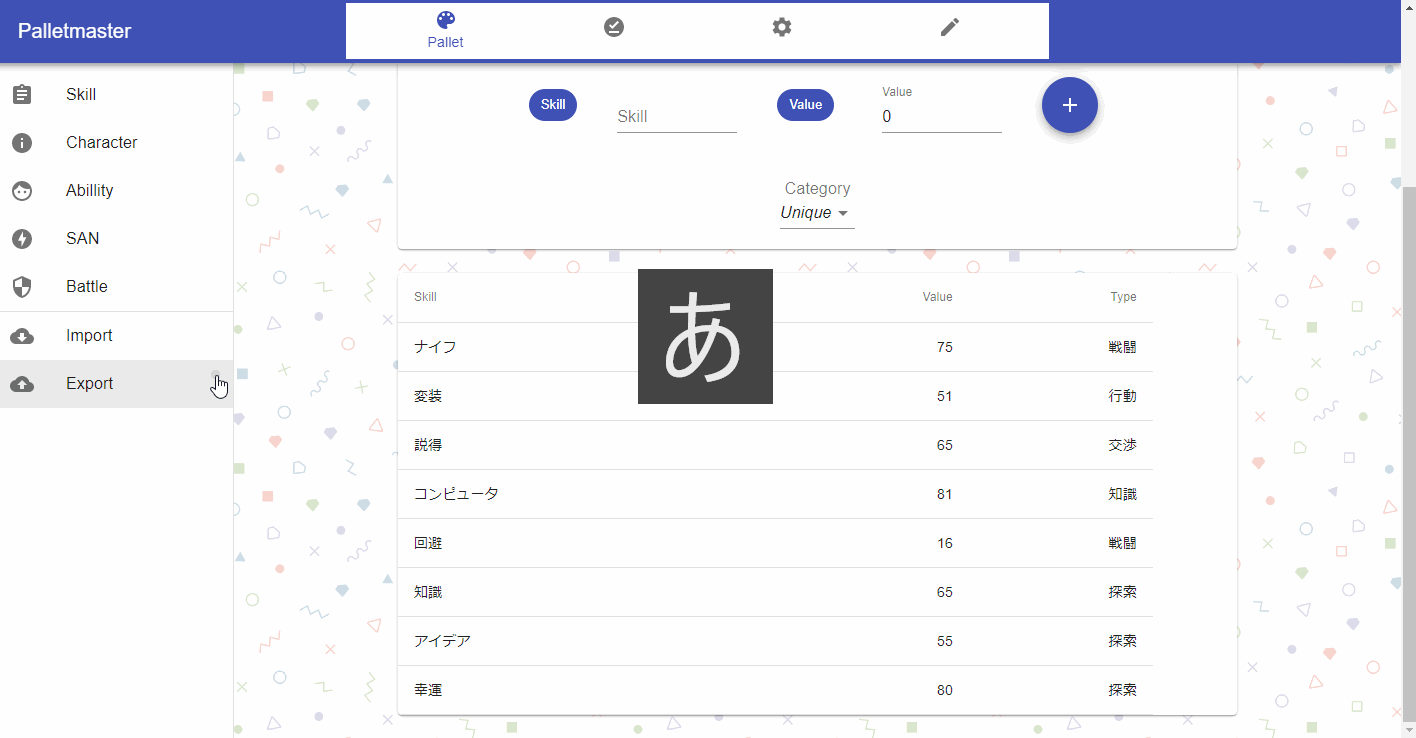 Palletmaster
Pallet
Skill
Character
Abillity
SAN
Battle
Import
Export
Skill Skill Value Value
0
Category
Unique
あ
Skill Value Type
ナイフ 75 戦闘
変装 51 行動
説得 65 交渉
コンピュータ 81 知識
回避 16 戦闘
知識 65 探索
アイデア 55 探索
幸運 80 探索